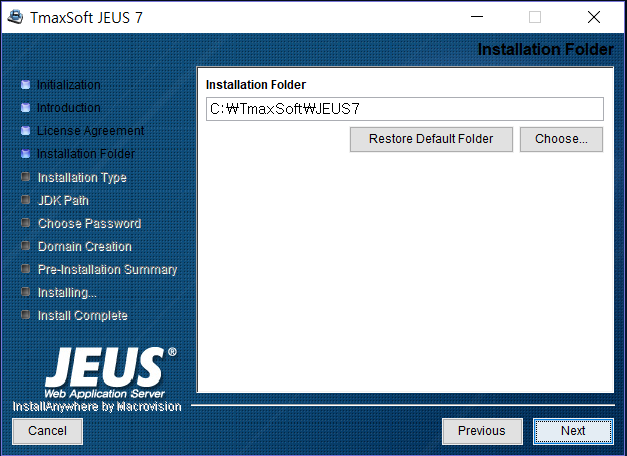 TmaxSoft JEUS 7
Installation Folder
Initialization
Introduction
License Agreement
Installation Folder
Installation Type
JDK Path
Choose Password
Domain Creation
Pre-Installation Summary
Installing...
Install Complete
JEUS®
Web Application Server
InstallAnywhere by Macrovision
Installation Folder
C:₩TmaxSoft₩JEUS7
Restore Default Folder
Choose...
Cancel
Previous
Next